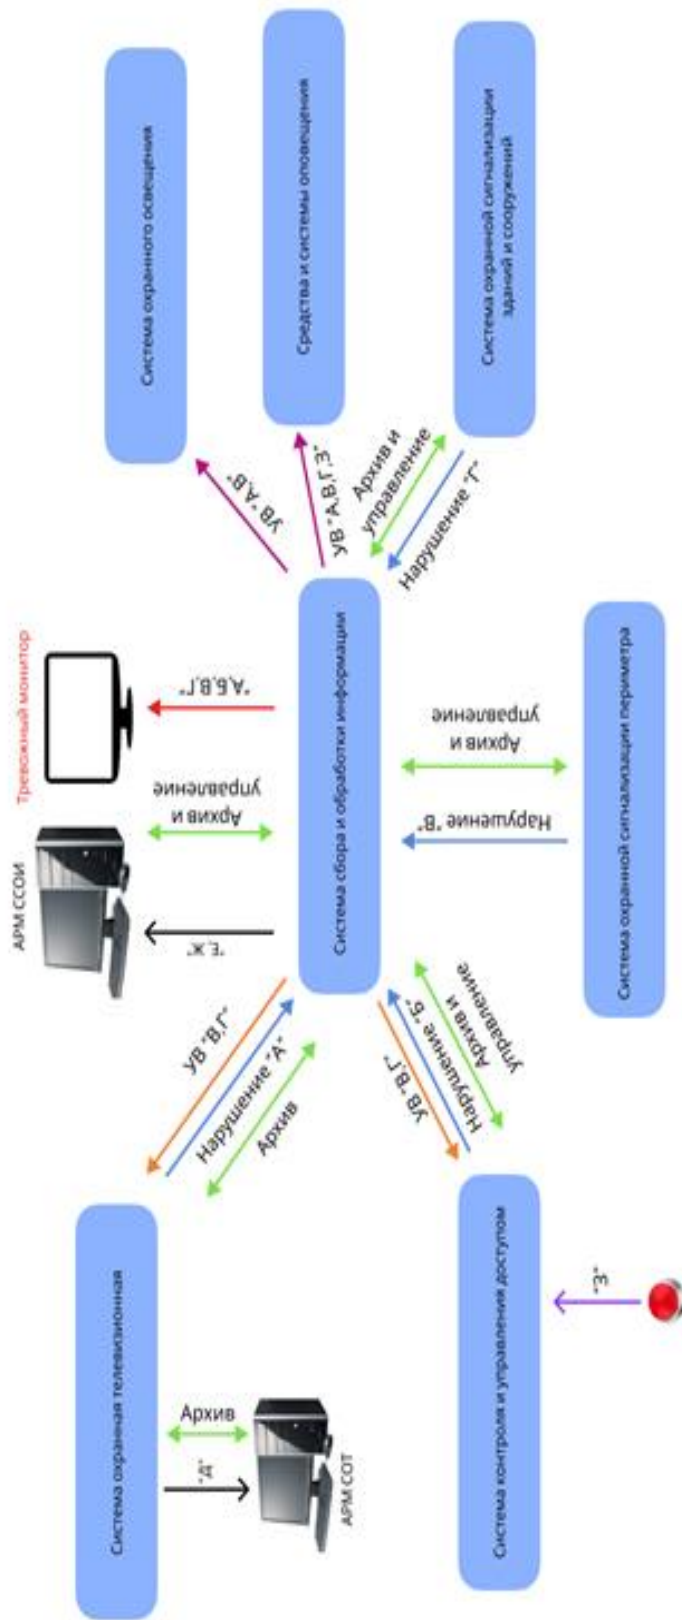 Система охранная телевизионная
"Д"
Архив
АРМ СОТ
АРМ ССОИ
Тревожный монитор
"Е,Ж"
Архив и
управление
"А,Б,В,Г"
Система охранного освещения
УВ "А,В"
Средства и системы оповещения
УВ "А,В,Г,З"
УВ "В,Г"
Нарушение "А"
Архив
Система сбора и обработки информации
Архив и
управление
Нарушение "Г"
Система охранной сигнализации
зданий и сооружений
УВ "В,Г"
Нарушение "Б"
Архив и
управление
Нарушение "В"
Архив и
управление
Система контроля и управления доступом
"З"
Система охранной сигнализации периметра